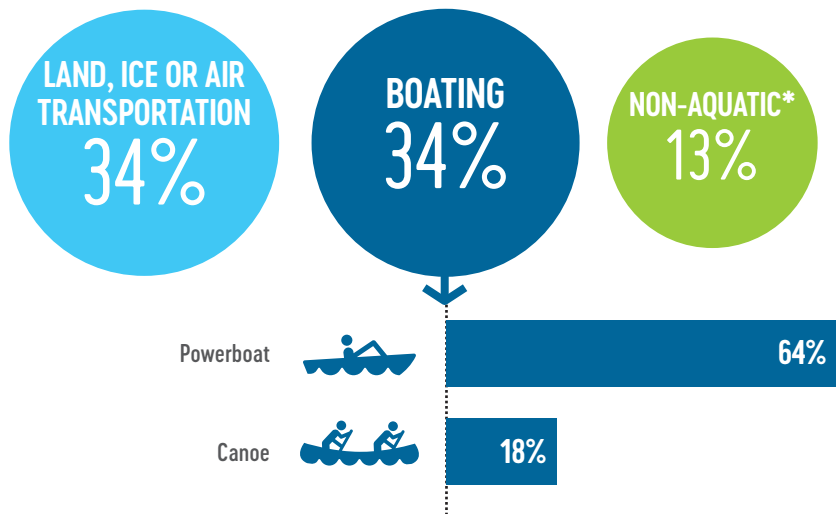 LAND, ICE OR AIR
TRANSPORTATION
34%
BOATING
34%
NON-AQUATIC*
13%
Powerboat
64%
Canoe
18%